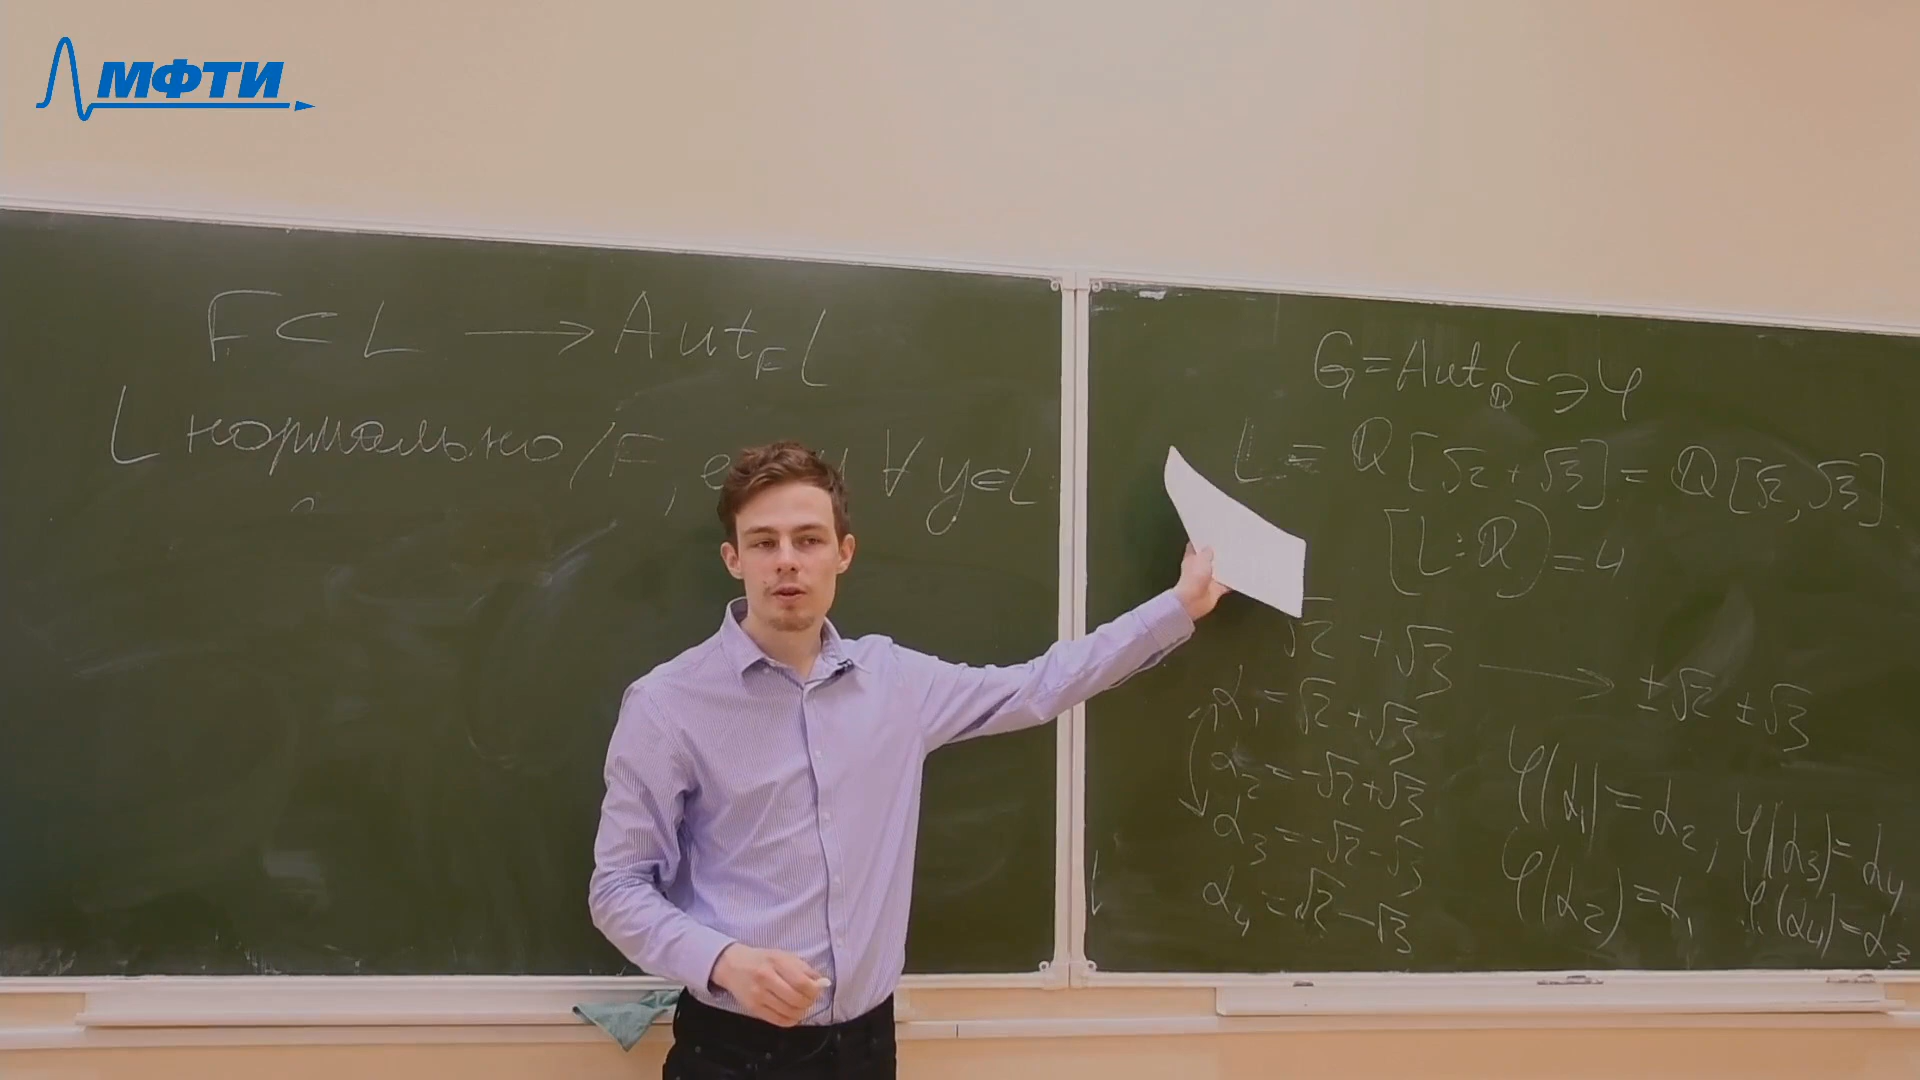 МФТИ
F ⊂ L → Aut_F L
L нормально/F, ∀ y ∈ L
G = Aut_ℚ L ∋ φ
L = ℚ[√2 + √3] = ℚ[√2, √3]
[L : ℚ] = 4
√2 + √3 → ±√2 ±√3
α₁ = √2 + √3
α₂ = -√2 + √3
α₃ = -√2 - √3
α₄ = √2 - √3
φ(α₁) = α₂, φ(α₃) = α₄
φ(α₂) = α₁ φ(α₄) = α₃